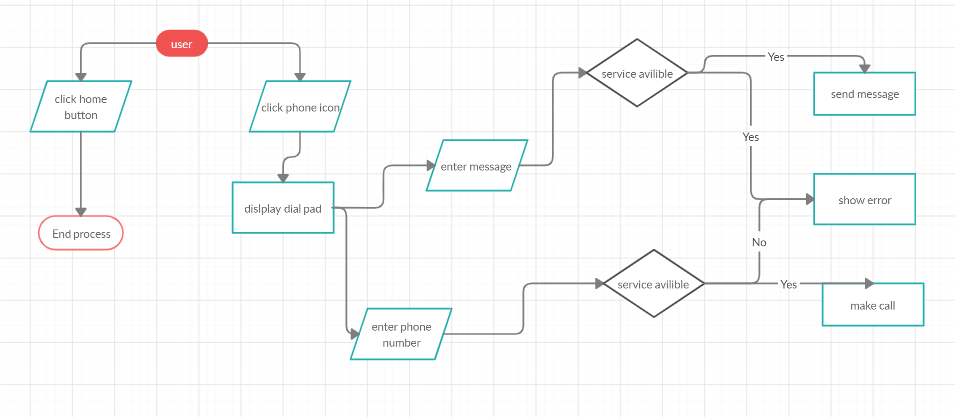 user
click home
button
click phone icon
End process
dislplay dial pad
enter message
enter phone
number
service avilible
Yes
send message
Yes
show error
No
service avilible
Yes
make call